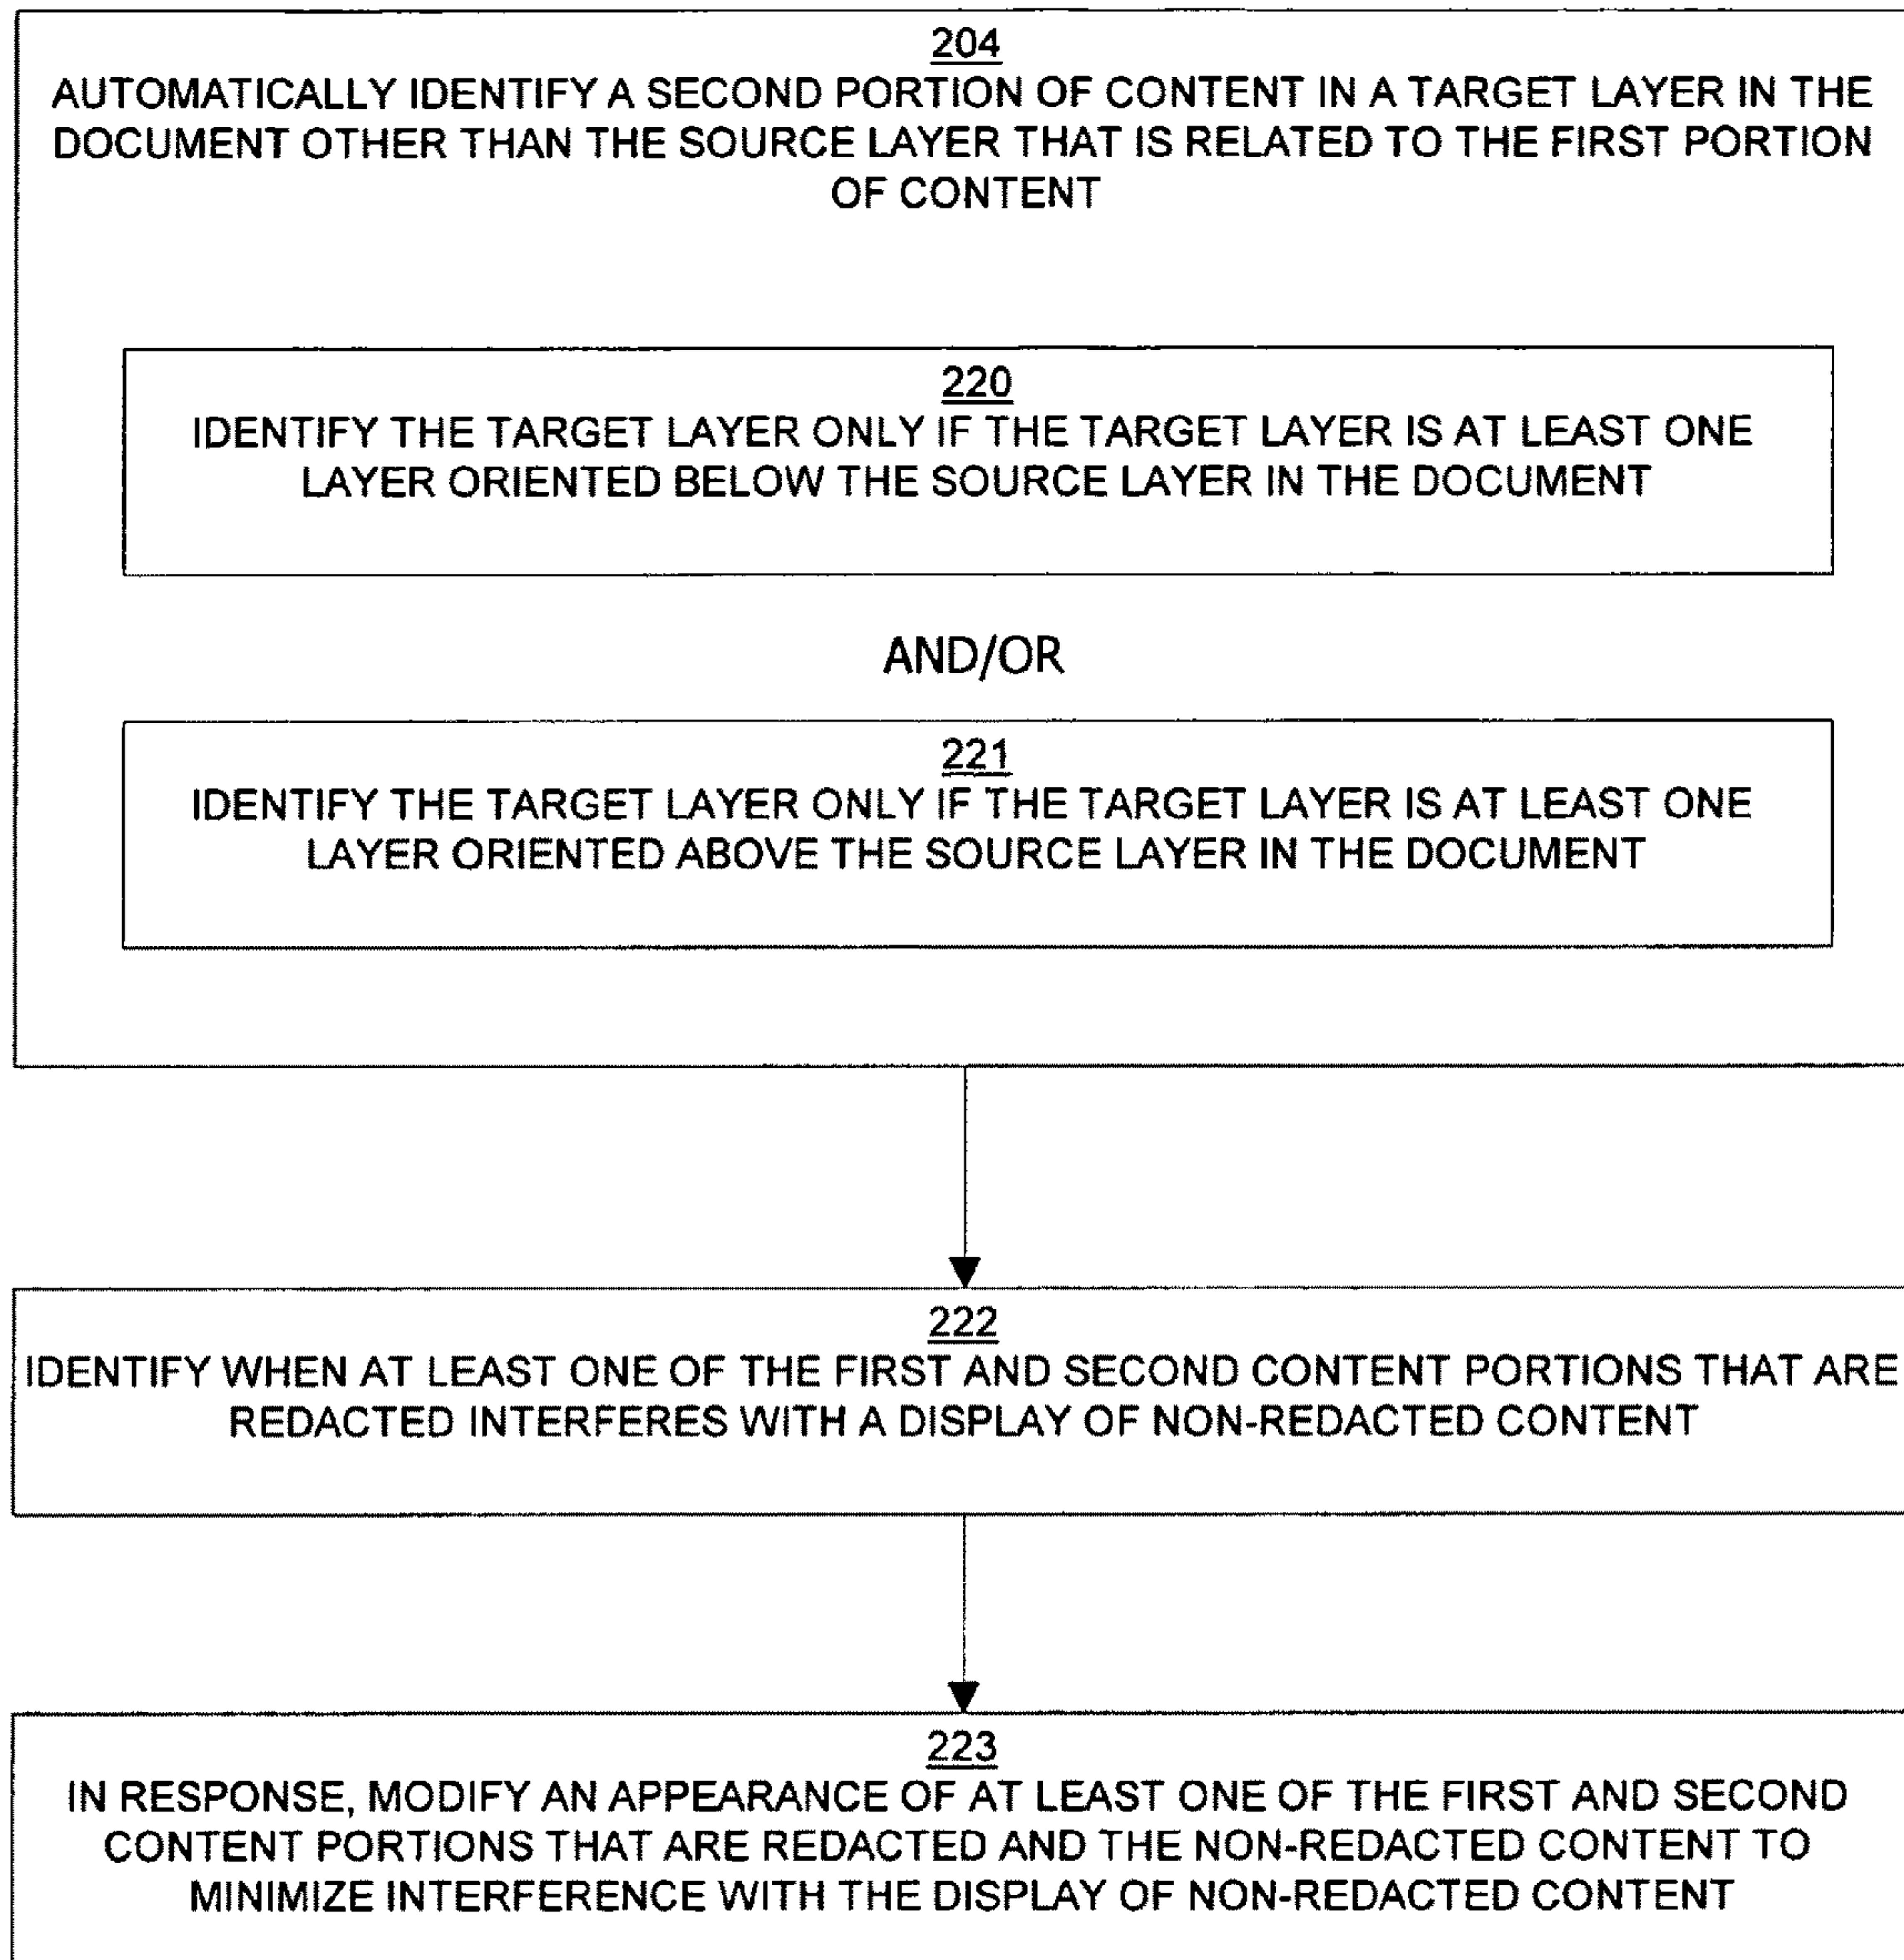 204
AUTOMATICALLY IDENTIFY A SECOND PORTION OF CONTENT IN A TARGET LAYER IN THE
DOCUMENT OTHER THAN THE SOURCE LAYER THAT IS RELATED TO THE FIRST PORTION
OF CONTENT
220
IDENTIFY THE TARGET LAYER ONLY IF THE TARGET LAYER IS AT LEAST ONE
LAYER ORIENTED BELOW THE SOURCE LAYER IN THE DOCUMENT
AND/OR
221
IDENTIFY THE TARGET LAYER ONLY IF THE TARGET LAYER IS AT LEAST ONE
LAYER ORIENTED ABOVE THE SOURCE LAYER IN THE DOCUMENT
222
IDENTIFY WHEN AT LEAST ONE OF THE FIRST AND SECOND CONTENT PORTIONS THAT ARE
REDACTED INTERFERES WITH A DISPLAY OF NON-REDACTED CONTENT
223
IN RESPONSE, MODIFY AN APPEARANCE OF AT LEAST ONE OF THE FIRST AND SECOND
CONTENT PORTIONS THAT ARE REDACTED AND THE NON-REDACTED CONTENT TO
MINIMIZE INTERFERENCE WITH THE DISPLAY OF NON-REDACTED CONTENT